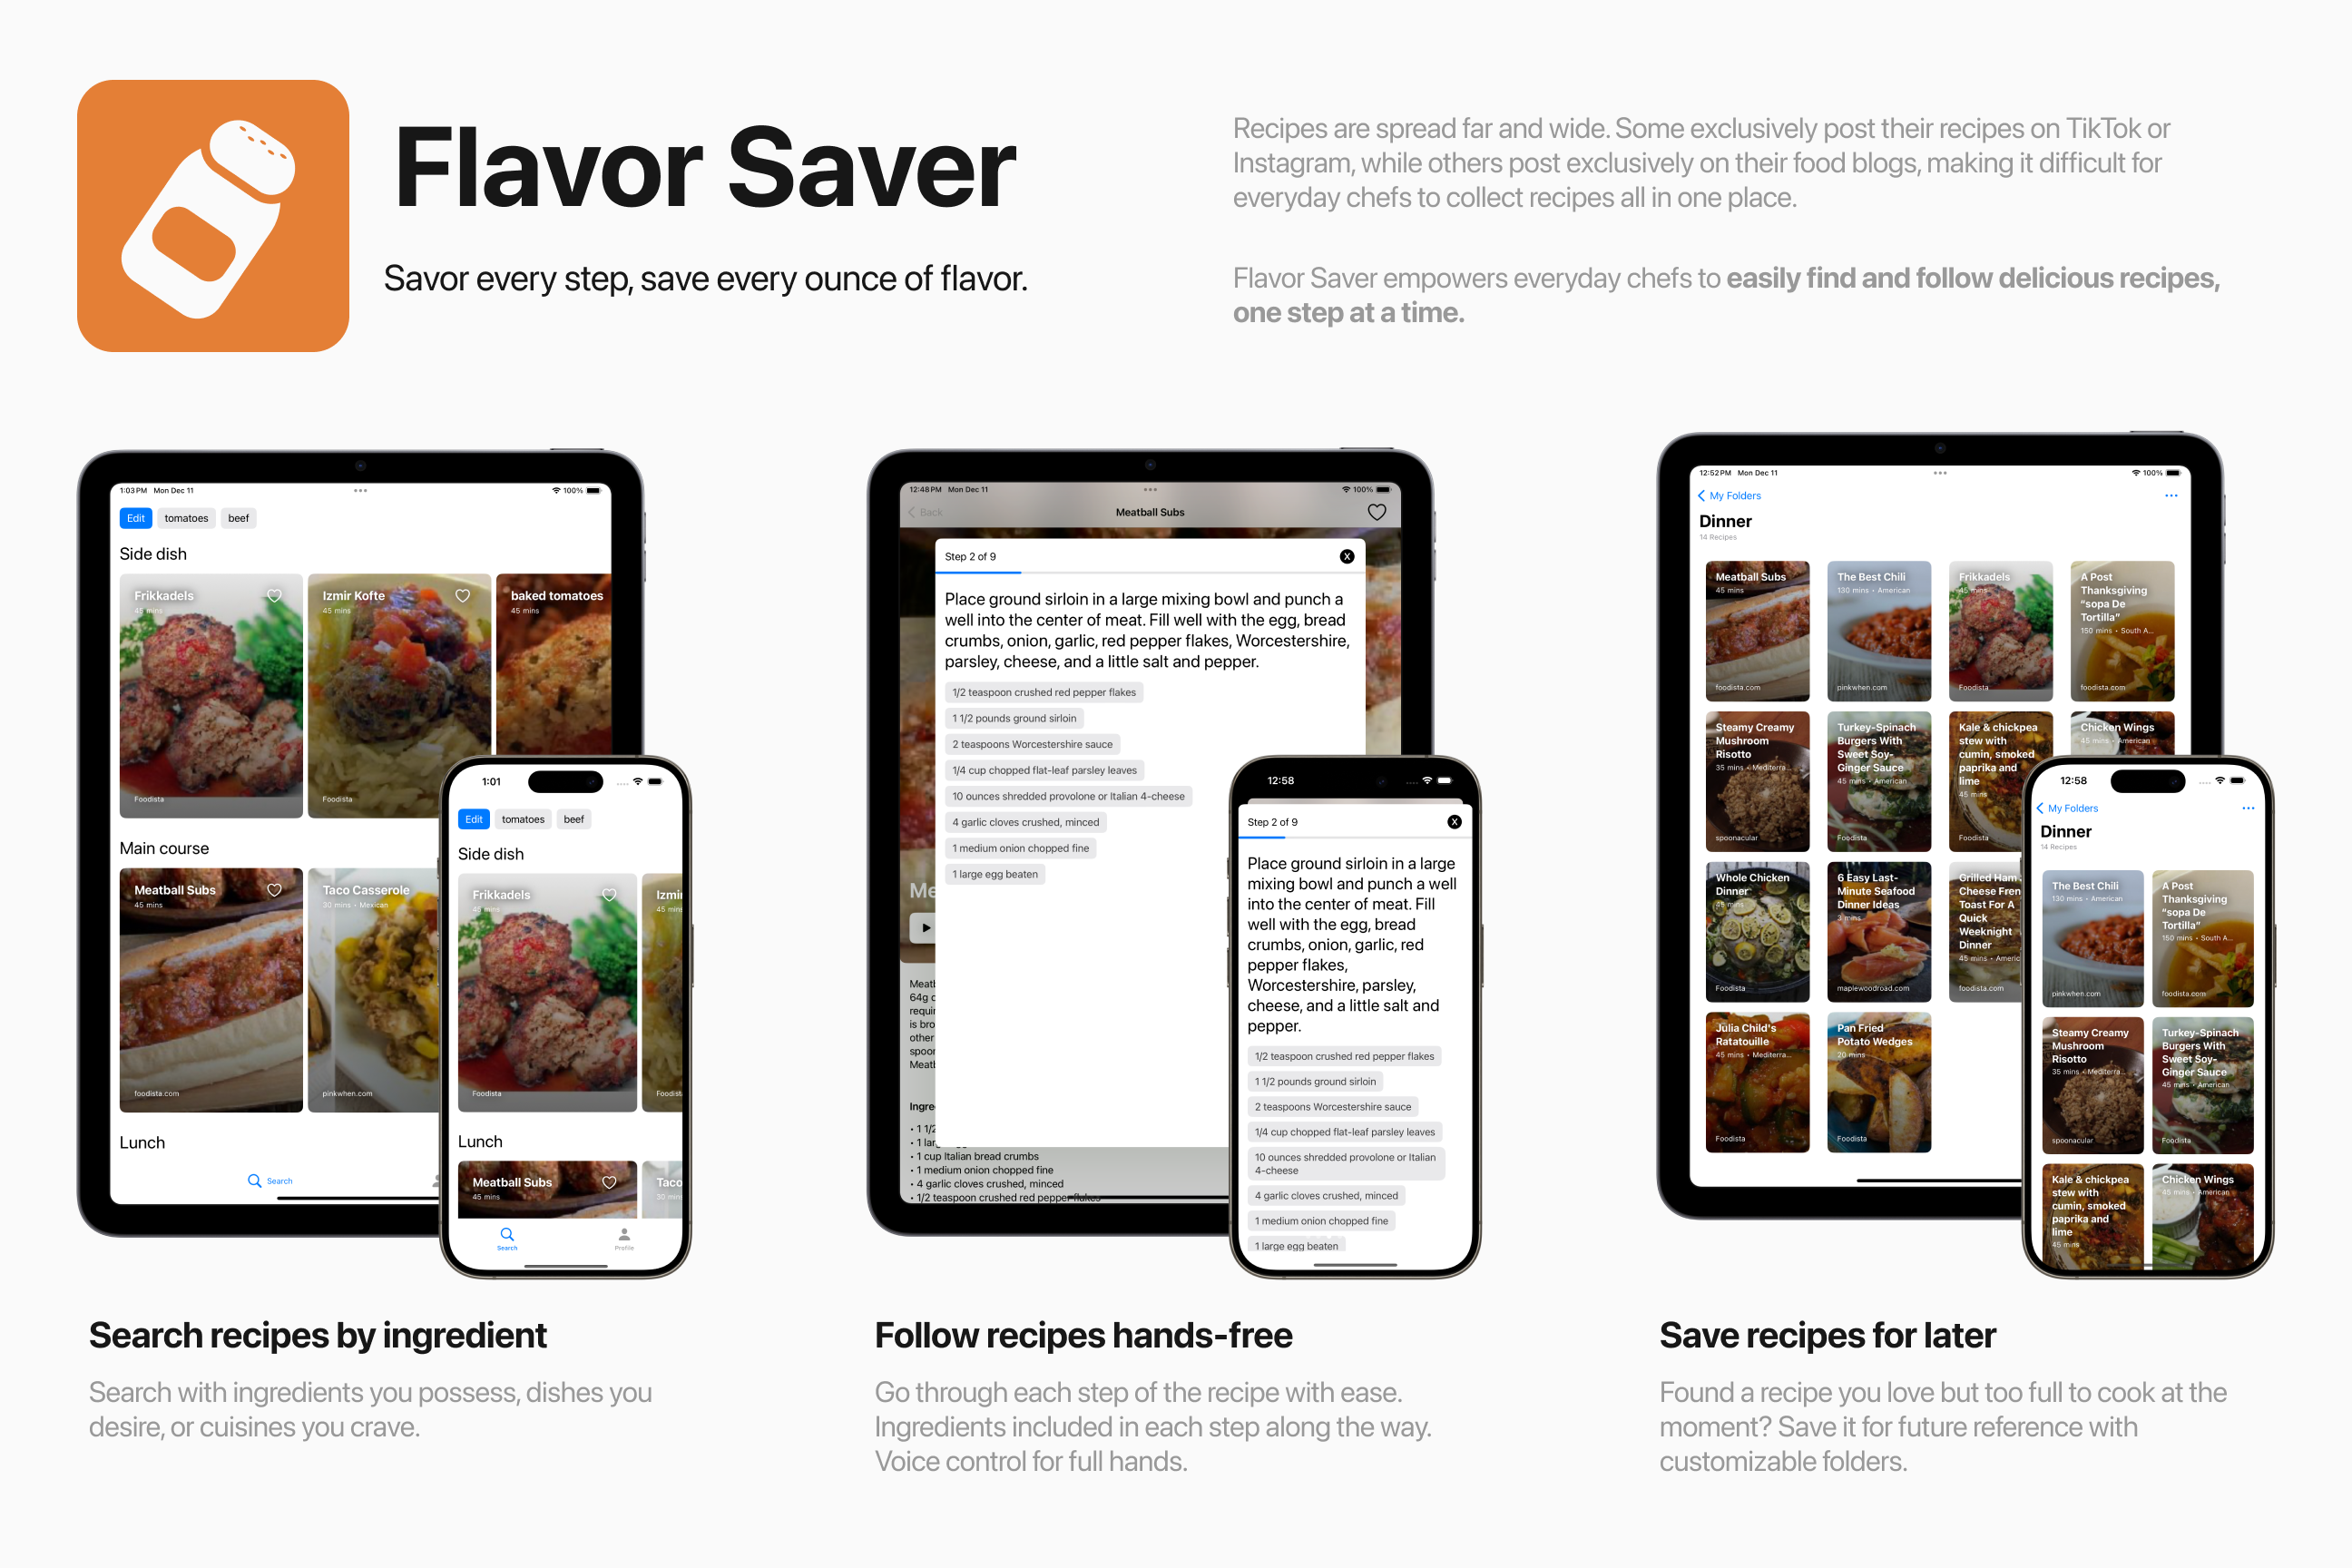 Flavor Saver
Savor every step, save every ounce of flavor.
Recipes are spread far and wide. Some exclusively post their recipes on TikTok or
Instagram, while others post exclusively on their food blogs, making it difficult for
everyday chefs to collect recipes all in one place.
Flavor Saver empowers everyday chefs to easily find and follow delicious recipes,
one step at a time.
1:03 PM Mon Dec 11
100%
Edit tomatoes beef
Side dish
Frikkadels
45 mins
Foodista
Izmir Kofte
45 mins
Foodista
baked tomatoes
45 mins
Main course
Meatball Subs
45 mins
foodista.com
Taco Casserole
30 mins • Mexican
pinkwhen.com
Lunch
Search
1:01
Edit tomatoes beef
Side dish
Frikkadels
45 mins
Foodista
Izmi
45 min
Foodist
Lunch
Meatball Subs
45 mins
Taco
30 min
Search
Profile
12:48 PM Mon Dec 11
100%
Back
Meatball Subs
Step 2 of 9
X
Place ground sirloin in a large mixing bowl and punch a
well into the center of meat. Fill well with the egg, bread
crumbs, onion, garlic, red pepper flakes, Worcestershire,
parsley, cheese, and a little salt and pepper.
1/2 teaspoon crushed red pepper flakes
1 1/2 pounds ground sirloin
2 teaspoons Worcestershire sauce
1/4 cup chopped flat-leaf parsley leaves
10 ounces shredded provolone or Italian 4-cheese
4 garlic cloves crushed, minced
1 medium onion chopped fine
1 large egg beaten
Me
Meatb
64g c
requir
is bro
other
spoor
Meatb
Ingre
• 1 1/2
• 1 lar
• 1 cup Italian bread crumbs
• 1 medium onion chopped fine
• 4 garlic cloves crushed, minced
• 1/2 teaspoon crushed red pepper flakes
12:58
Step 2 of 9
X
Place ground sirloin in a large
mixing bowl and punch a well
into the center of meat. Fill
well with the egg, bread
crumbs, onion, garlic, red
pepper flakes,
Worcestershire, parsley,
cheese, and a little salt and
pepper.
1/2 teaspoon crushed red pepper flakes
1 1/2 pounds ground sirloin
2 teaspoons Worcestershire sauce
1/4 cup chopped flat-leaf parsley leaves
10 ounces shredded provolone or Italian
4-cheese
4 garlic cloves crushed, minced
1 medium onion chopped fine
1 large egg beaten
12:52 PM Mon Dec 11
100%
My Folders
Dinner
14 Recipes
Meatball Subs
45 mins
foodista.com
The Best Chili
130 mins • American
pinkwhen.com
Frikkadels
45 mins
Foodista
A Post
Thanksgiving
"sopa De
Tortilla"
150 mins • South A...
foodista.com
Steamy Creamy
Mushroom
Risotto
35 mins • Mediterra...
spoonacular
Turkey-Spinach
Burgers With
Sweet Soy-
Ginger Sauce
45 mins • American
Foodista
Kale & chickpea
stew with
cumin, smoked
paprika and
lime
45 mins
Foodista
Chicken Wings
45 mins • American
Whole Chicken
Dinner
45 mins
Foodista
6 Easy Last-
Minute Seafood
Dinner Ideas
3 mins
maplewoodroad.com
Grilled Ham
Cheese Fren
Toast For A
Quick
Weeknight
Dinner
45 mins • Americ
foodista.com
Julia Child's
Ratatouille
45 mins • Mediterra...
Foodista
Pan Fried
Potato Wedges
20 mins
Foodista
12:58
My Folders
Dinner
14 Recipes
The Best Chili
130 mins • American
pinkwhen.com
A Post
Thanksgiving
"sopa De
Tortilla"
150 mins • South A...
foodista.com
Steamy Creamy
Mushroom
Risotto
35 mins • Mediterra...
spoonacular
Turkey-Spinach
Burgers With
Sweet Soy-
Ginger Sauce
45 mins • American
Foodista
Kale & chickpea
stew with
cumin, smoked
paprika and
lime
45 mins
Chicken Wings
45 mins • American
Search recipes by ingredient
Search with ingredients you possess, dishes you
desire, or cuisines you crave.
Follow recipes hands-free
Go through each step of the recipe with ease.
Ingredients included in each step along the way.
Voice control for full hands.
Save recipes for later
Found a recipe you love but too full to cook at the
moment? Save it for future reference with
customizable folders.